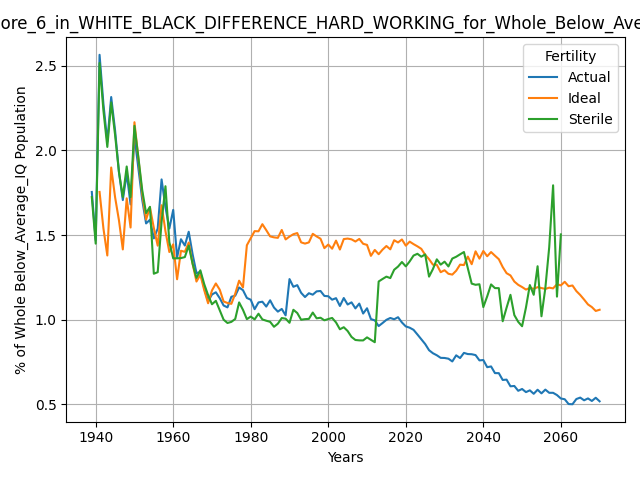 ore_6_in_WHITE_BLACK_DIFFERENCE_HARD_WORKING_for_Whole_Below_Ave
Fertility
Actual
Ideal
Sterile
% of Whole Below_Average_IQ Population
2.5
2.0
1.5
1.0
0.5
1940 1960 1980 2000 2020 2040 2060
Years